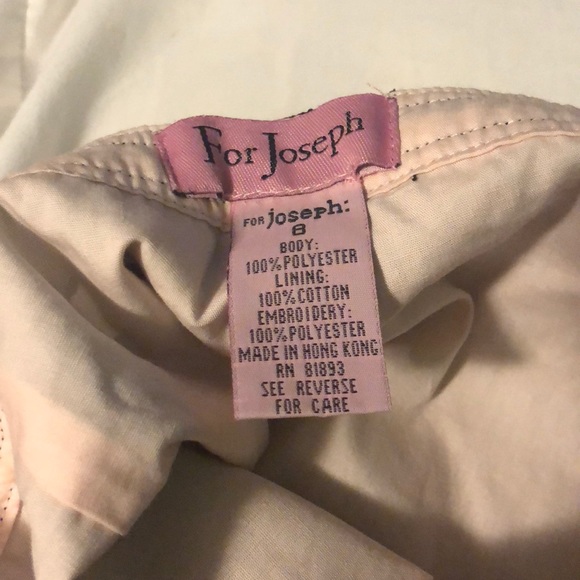 For Joseph
FOR joseph:
8
BODY:
100%POLYESTER
LINING:
100%COTTON
EMBROIDERY:
100%POLYESTER
MADE IN HONG KONG
RN 81893
SEE REVERSE
FOR CARE